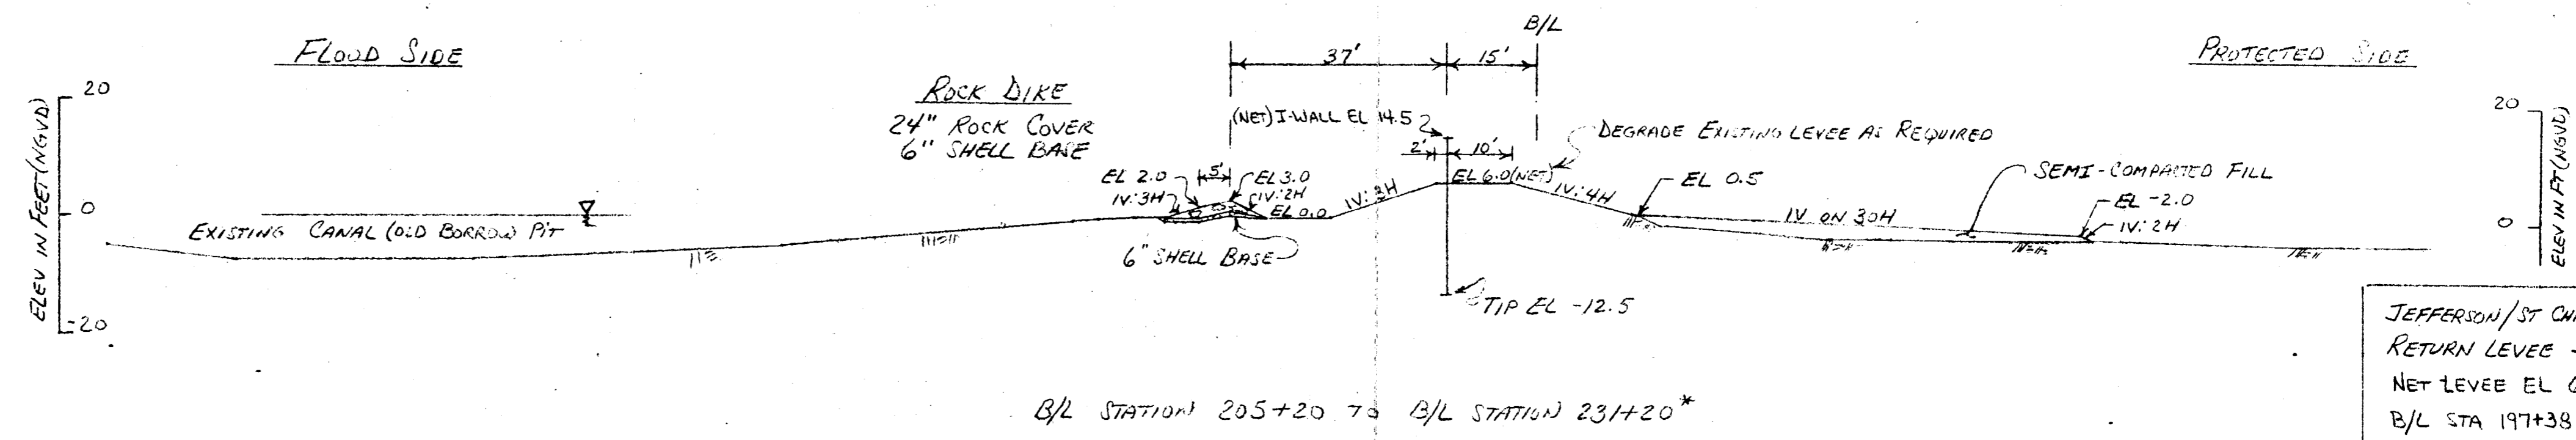 FLOOD SIDE
B/L
PROTECTED SIDE
37'
15'
ROCK DIKE
24" ROCK COVER
6" SHELL BASE
(NET) I-WALL EL 14.5
2'
10'
DEGRADE EXISTING LEVEE AS REQUIRED
SEMI-COMPACTED FILL
ELEV IN FEET (NGVD)
20
0
-20
EL 2.0
5'
EL 3.0
1V:3H
1V:2H
EL 0.0
1V:3H
EL 6.0 (NET)
1V:4H
EL 0.5
1V ON 30H
EL -2.0
1V:2H
EXISTING CANAL (OLD BORROW PIT
6" SHELL BASE
TIP EL -12.5
20
0
ELEV IN FT (NGVD)
B/L STATION 205+20 TO B/L STATION 231+20*
JEFFERSON/ST
RETURN LEVEE
NET LEVEE EL
B/L STA 197+38